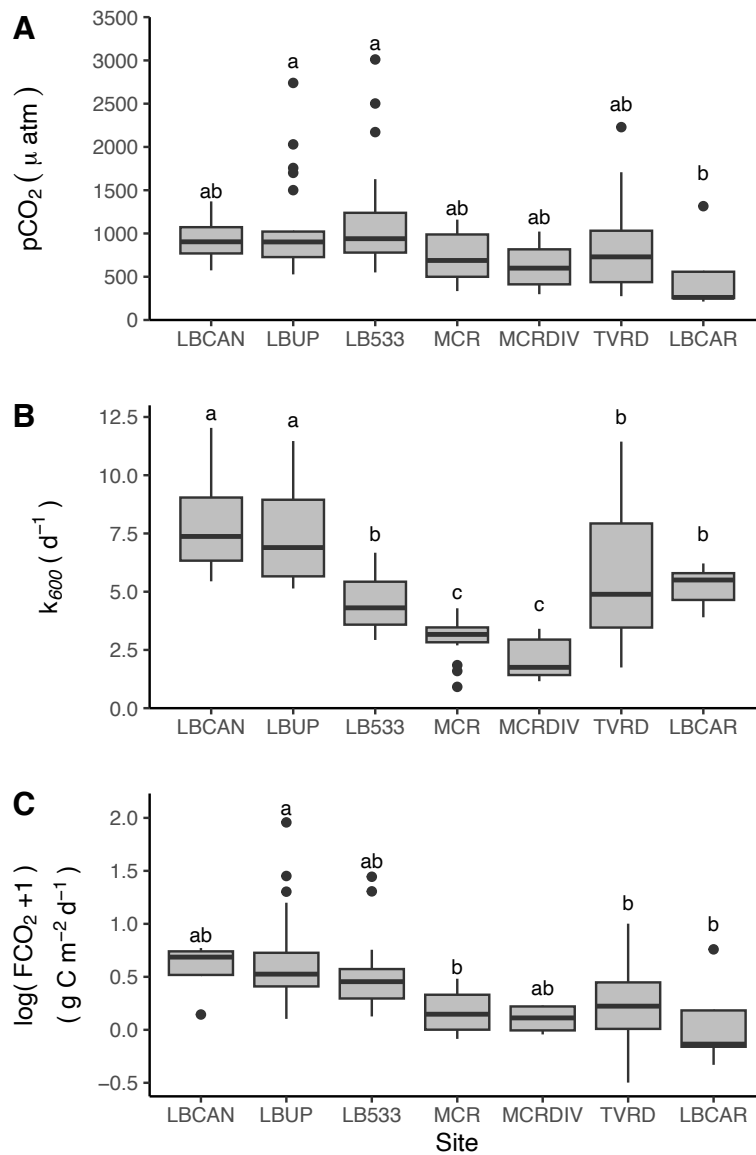 A
pCO2 ( μ atm )
3500
3000
2500
2000
1500
1000
500
0
ab
a
a
ab
ab
ab
b
LBCAN LBUP LB533 MCR MCRDIV TVRD LBCAR
B
k600 ( d−1 )
12.5
10.0
7.5
5.0
2.5
0.0
a
a
b
c
c
b
b
LBCAN LBUP LB533 MCR MCRDIV TVRD LBCAR
C
log( FCO2 +1 )
( g C m−2 d−1 )
2.0
1.5
1.0
0.5
0.0
−0.5
ab
a
ab
b
ab
b
b
LBCAN LBUP LB533 MCR MCRDIV TVRD LBCAR
Site